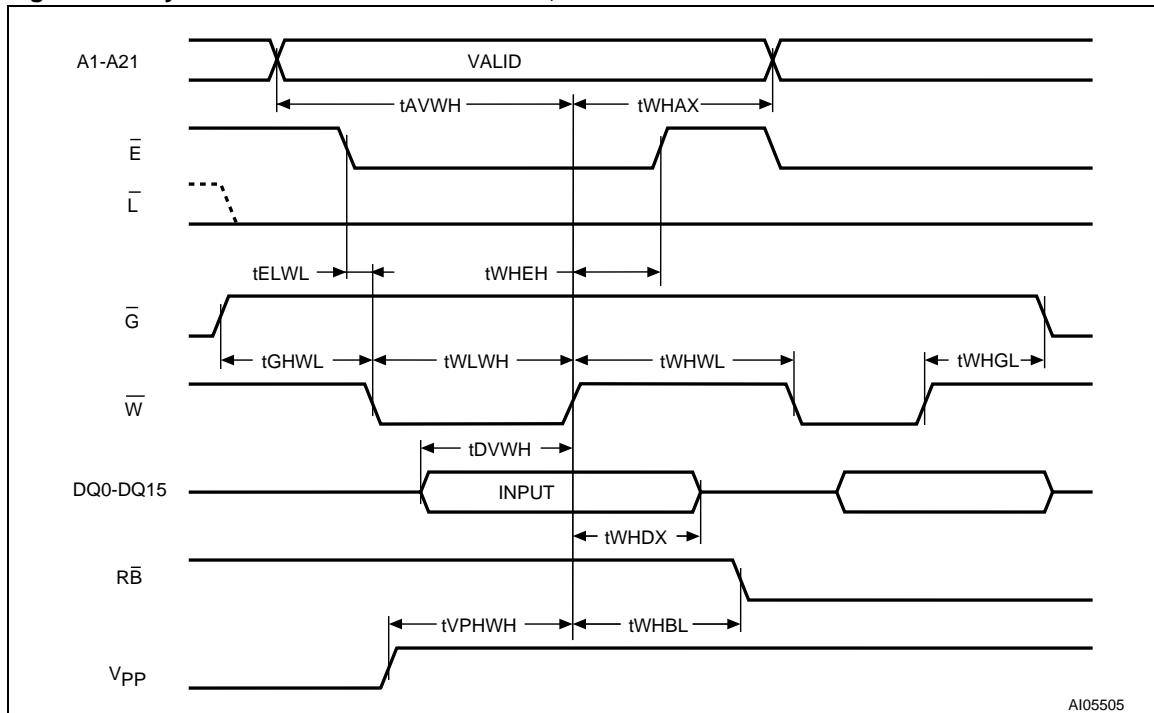 A1-A21
VALID
tAVWH
tWHAX
E̅
L̅
tELWL
tWHEH
G̅
tGHWL
tWLWH
tWHWL
tWHGL
W̅
tDVWH
DQ0-DQ15
INPUT
tWHDX
RB̅
tVPHWH
tWHBL
VPP
AI05505